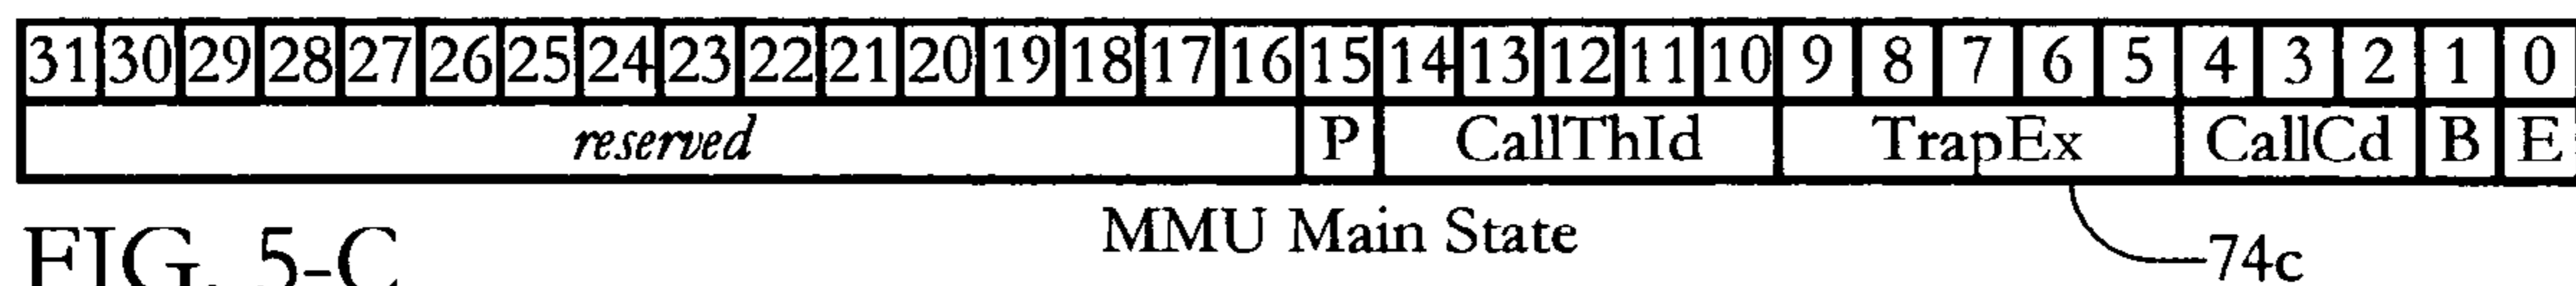 31 30 29 28 27 26 25 24 23 22 21 20 19 18 17 16 15 14 13 12 11 10 9 8 7 6 5 4 3 2 1 0
reserved P CallThId TrapEx CallCd B E
MMU Main State
74c
FIG. 5-C